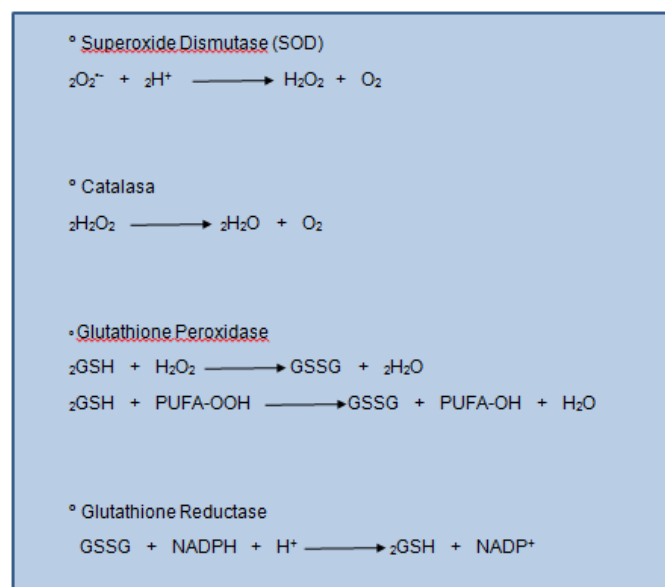 ° Superoxide Dismutase (SOD)
₂O₂•- + ₂H⁺ ⟶ H₂O₂ + O₂
° Catalasa
₂H₂O₂ ⟶ ₂H₂O + O₂
∘Glutathione Peroxidase
₂GSH + H₂O₂ ⟶ GSSG + ₂H₂O
₂GSH + PUFA-OOH ⟶ GSSG + PUFA-OH + H₂O
° Glutathione Reductase
GSSG + NADPH + H⁺ ⟶ ₂GSH + NADP⁺